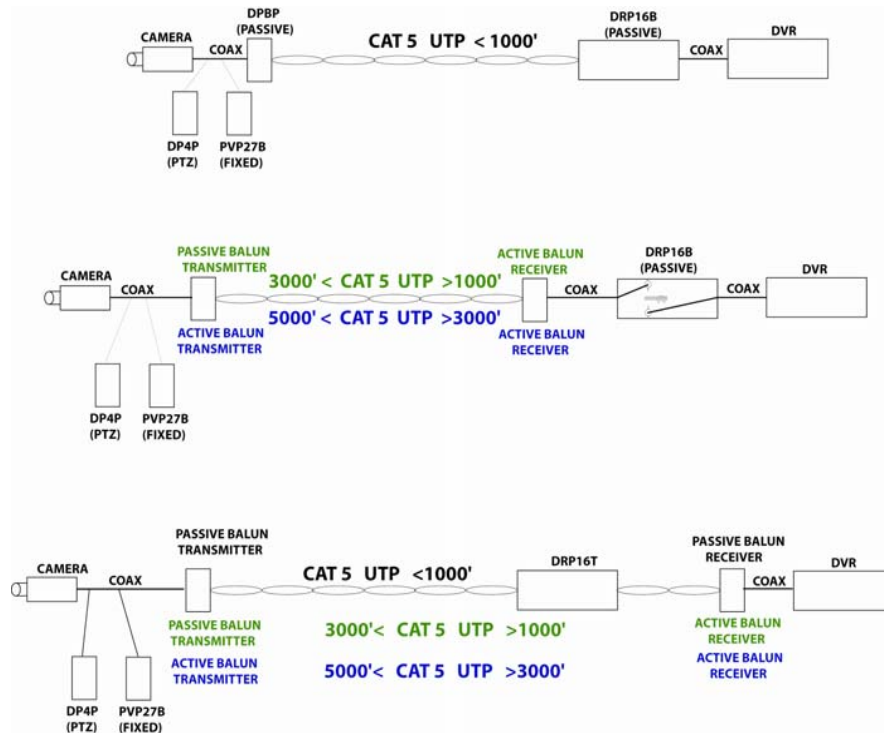 DPBP
(PASSIVE)
CAMERA
COAX
CAT 5 UTP < 1000'
DRP16B
(PASSIVE)
COAX
DVR
DP4P
(PTZ)
PVP27B
(FIXED)
PASSIVE BALUN
TRANSMITTER
ACTIVE BALUN
RECEIVER
DRP16B
(PASSIVE)
CAMERA
COAX
3000' < CAT 5 UTP >1000'
COAX
COAX
DVR
ACTIVE BALUN
TRANSMITTER
5000' < CAT 5 UTP >3000'
ACTIVE BALUN
RECEIVER
DP4P
(PTZ)
PVP27B
(FIXED)
PASSIVE BALUN
TRANSMITTER
PASSIVE BALUN
RECEIVER
CAMERA
COAX
CAT 5 UTP <1000'
DRP16T
COAX
DVR
PASSIVE BALUN
TRANSMITTER
3000'< CAT 5 UTP >1000'
ACTIVE BALUN
RECEIVER
ACTIVE BALUN
TRANSMITTER
5000'< CAT 5 UTP >3000'
ACTIVE BALUN
RECEIVER
DP4P
(PTZ)
PVP27B
(FIXED)